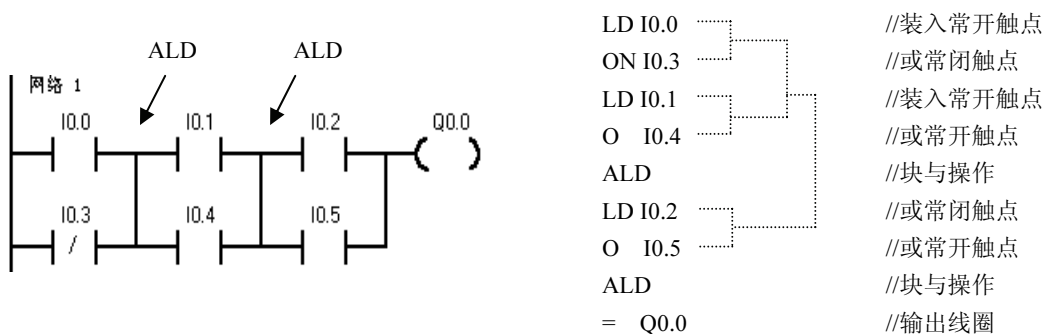 ALD ALD
网络 1
I0.0 I0.1 I0.2 Q0.0
I0.3 I0.4 I0.5
/
LD I0.0 //装入常开触点
ON I0.3 //或常闭触点
LD I0.1 //装入常开触点
O I0.4 //或常开触点
ALD //块与操作
LD I0.2 //或常闭触点
O I0.5 //或常开触点
ALD //块与操作
= Q0.0 //输出线圈